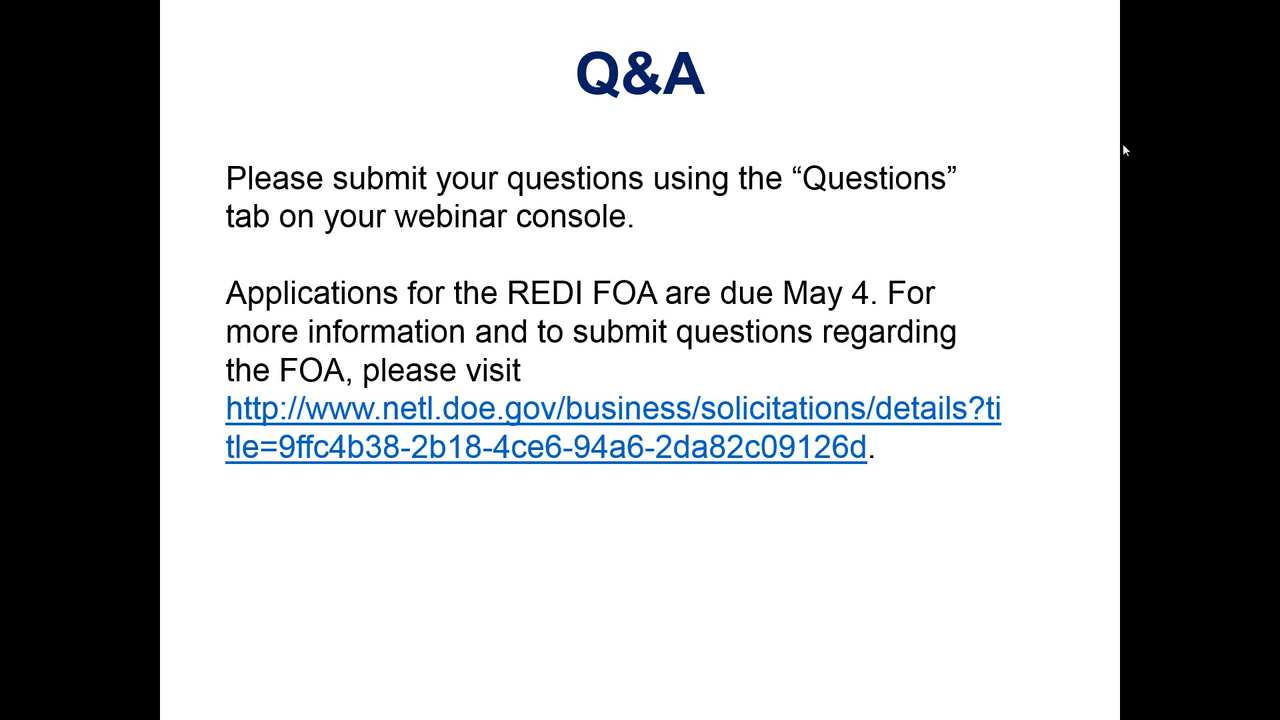 Q&A
Please submit your questions using the “Questions”
tab on your webinar console.
Applications for the REDI FOA are due May 4. For
more information and to submit questions regarding
the FOA, please visit
http://www.netl.doe.gov/business/solicitations/details?ti
tle=9ffc4b38-2b18-4ce6-94a6-2da82c09126d.